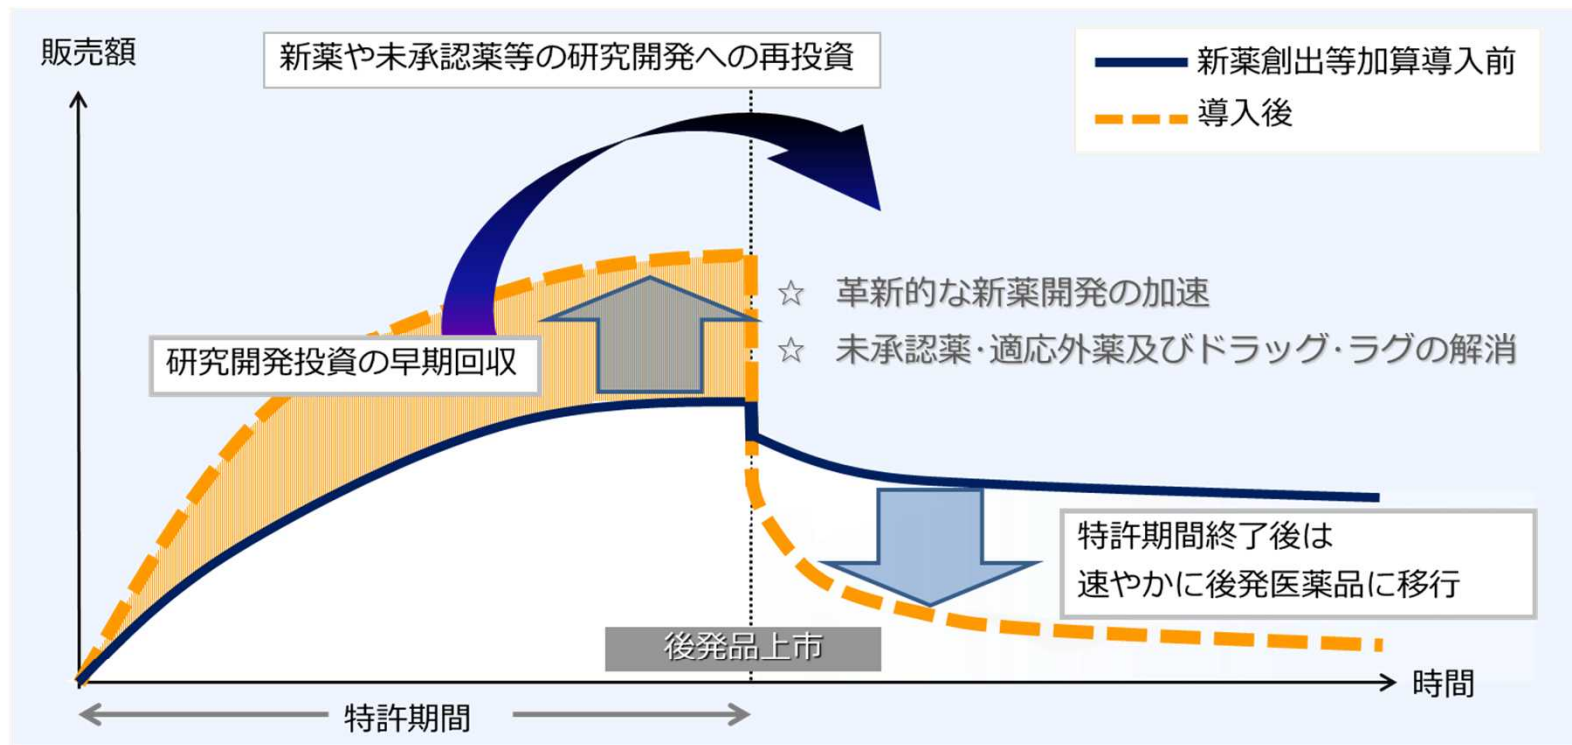 販売額
新薬や未承認薬等の研究開発への再投資
新薬創出等加算導入前
導入後
☆ 革新的な新薬開発の加速
☆ 未承認薬・適応外薬及びドラッグ・ラグの解消
研究開発投資の早期回収
特許期間終了後は
速やかに後発医薬品に移行
後発品上市
時間
特許期間